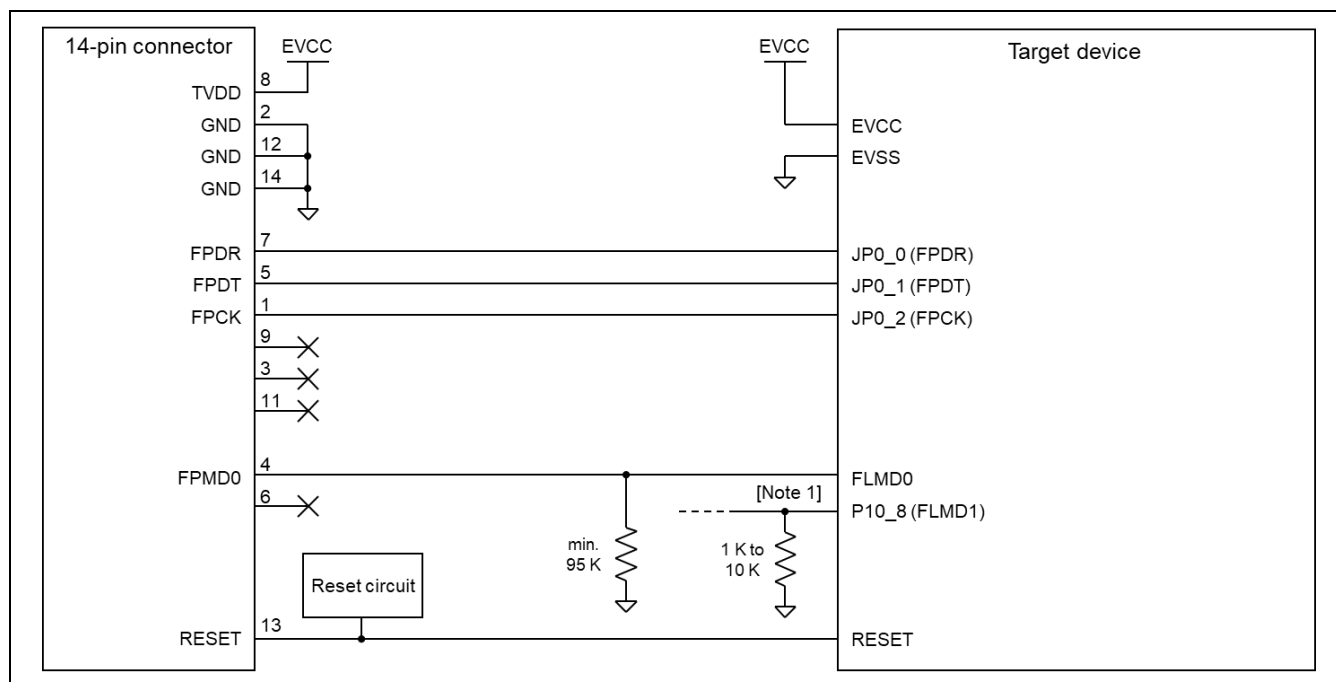 14-pin connector
EVCC
8
TVDD
2
GND
12
GND
14
GND
7
FPDR
5
FPDT
1
FPCK
9
3
11
4
FPMD0
6
min.
95 K
[Note 1]
1 K to
10 K
Reset circuit
13
RESET
EVCC
Target device
EVCC
EVSS
JP0_0 (FPDR)
JP0_1 (FPDT)
JP0_2 (FPCK)
FLMD0
P10_8 (FLMD1)
RESET